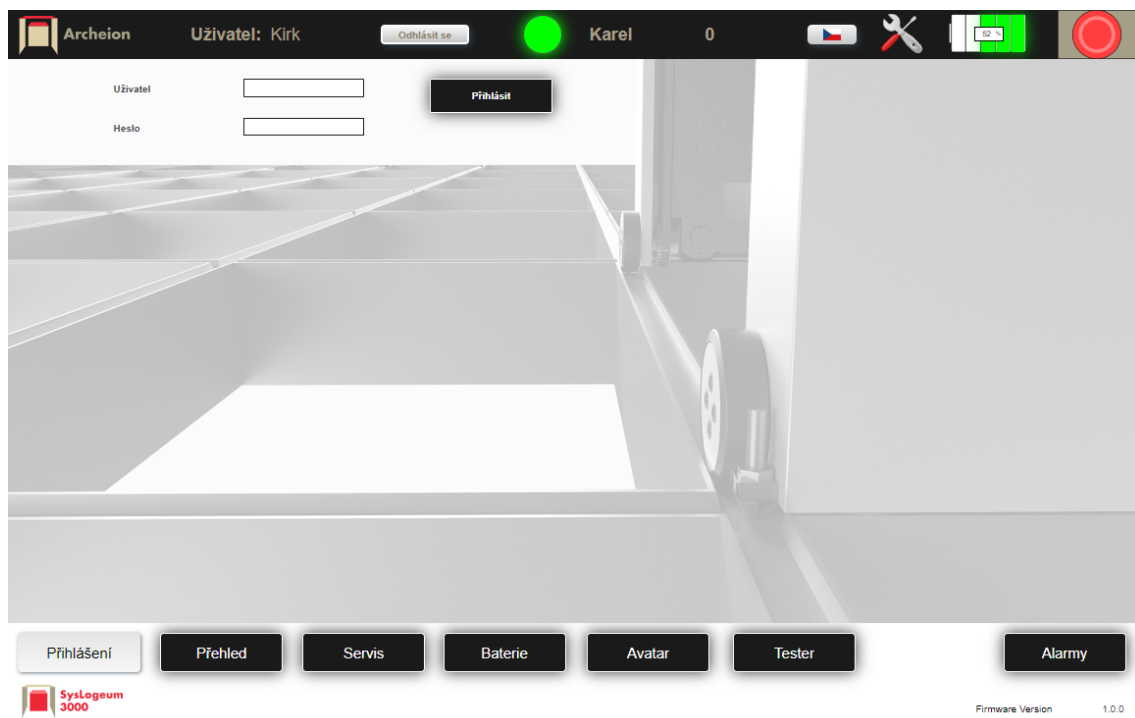 Archeion Uživatel: Kirk Odhlásit se Karel 0 52 %
Uživatel Přihlásit
Heslo
Přihlášení Přehled Servis Baterie Avatar Tester Alarmy
SysLogeum
3000
Firmware Version 1.0.0